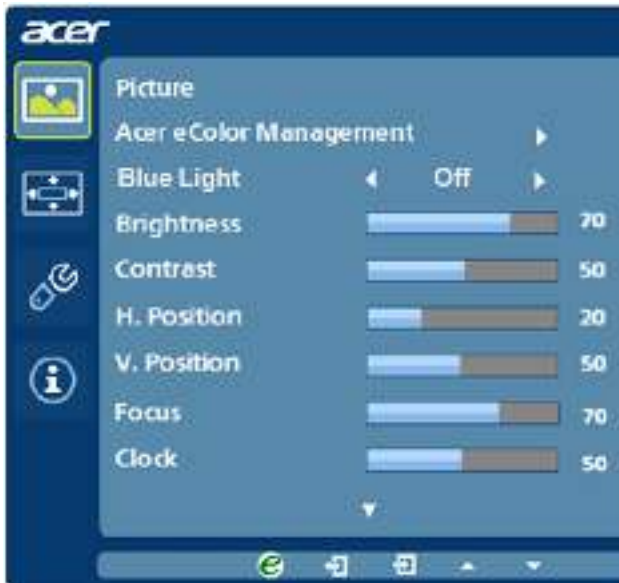 acer
Picture
Acer eColor Management
Blue Light Off
Brightness 70
Contrast 50
H. Position 20
V. Position 50
Focus 70
Clock 50
e